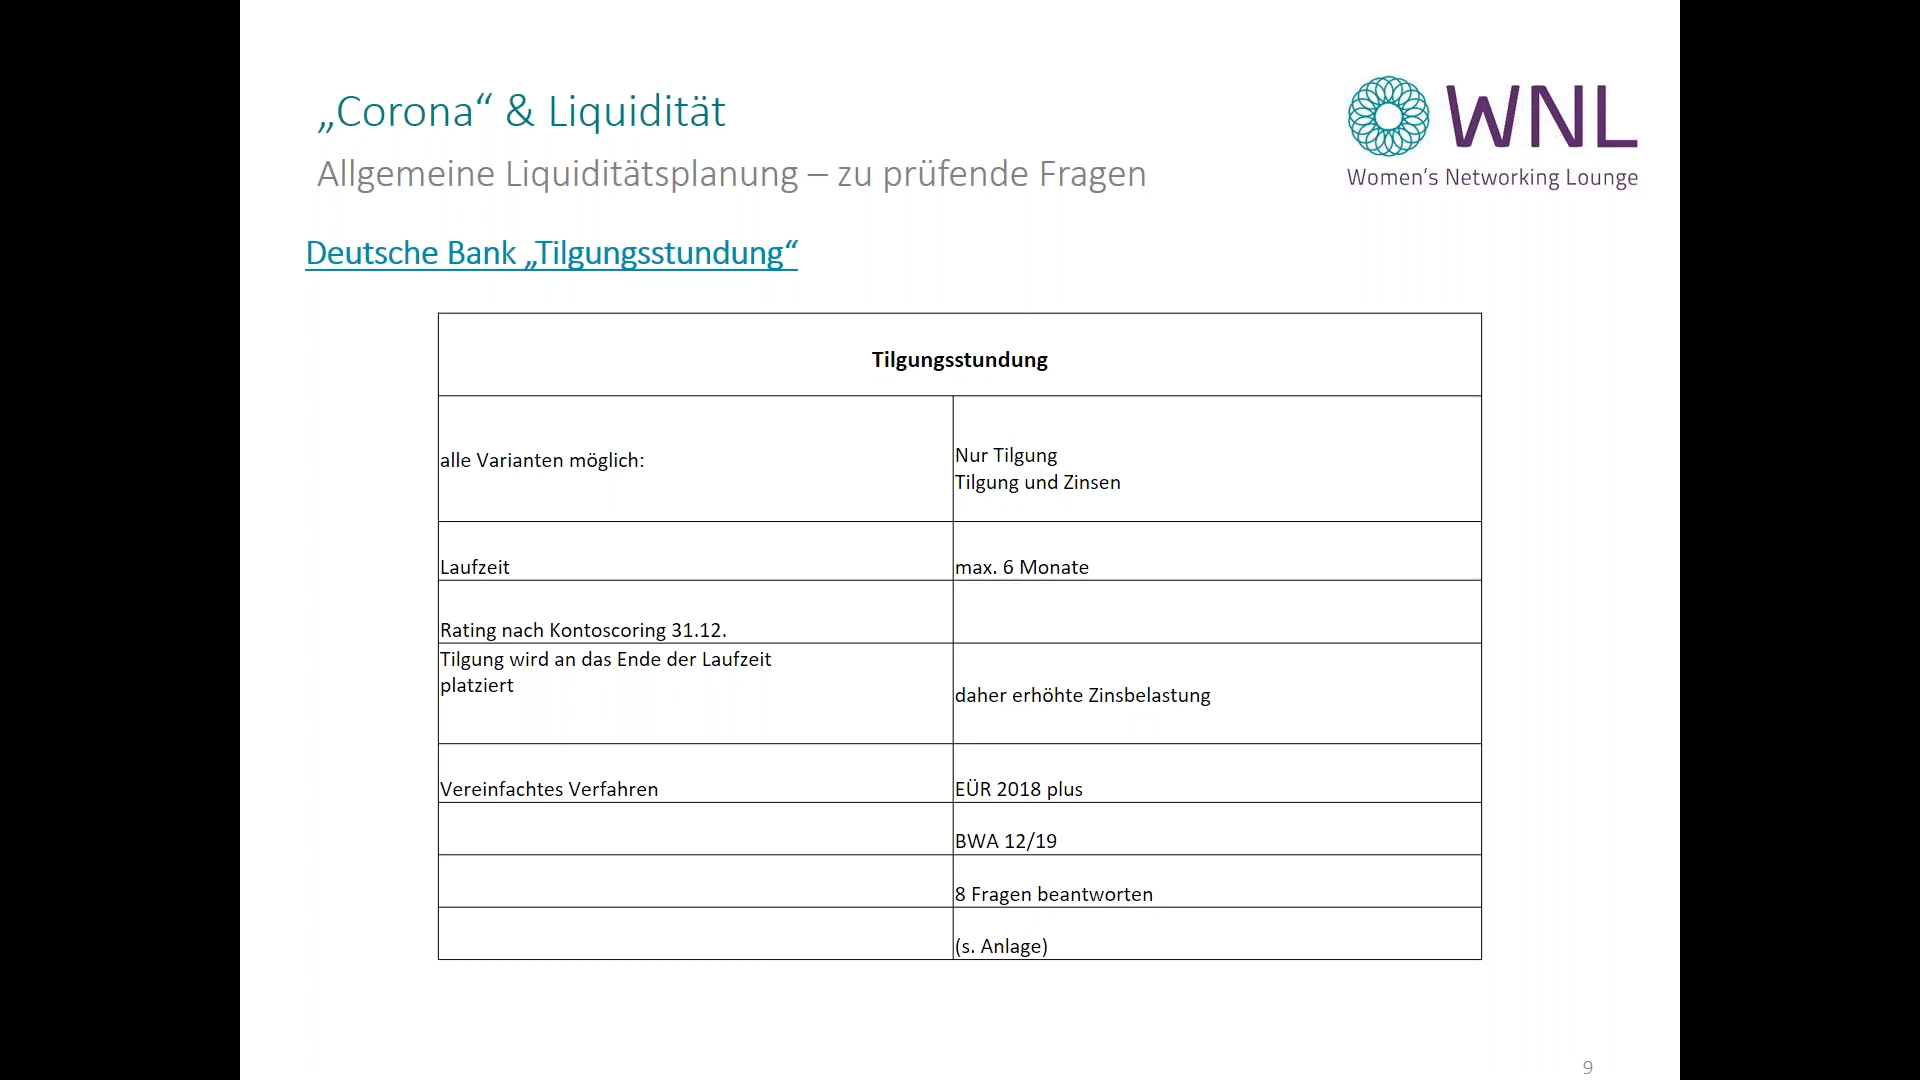 „Corona“ & Liquidität
Allgemeine Liquiditätsplanung – zu prüfende Fragen
WNL
Women's Networking Lounge
Deutsche Bank „Tilgungsstundung“
Tilgungsstundung
alle Varianten möglich:
Nur Tilgung
Tilgung und Zinsen
Laufzeit
max. 6 Monate
Rating nach Kontoscoring 31.12.
Tilgung wird an das Ende der Laufzeit
platziert
daher erhöhte Zinsbelastung
Vereinfachtes Verfahren
EÜR 2018 plus
BWA 12/19
8 Fragen beantworten
(s. Anlage)
9